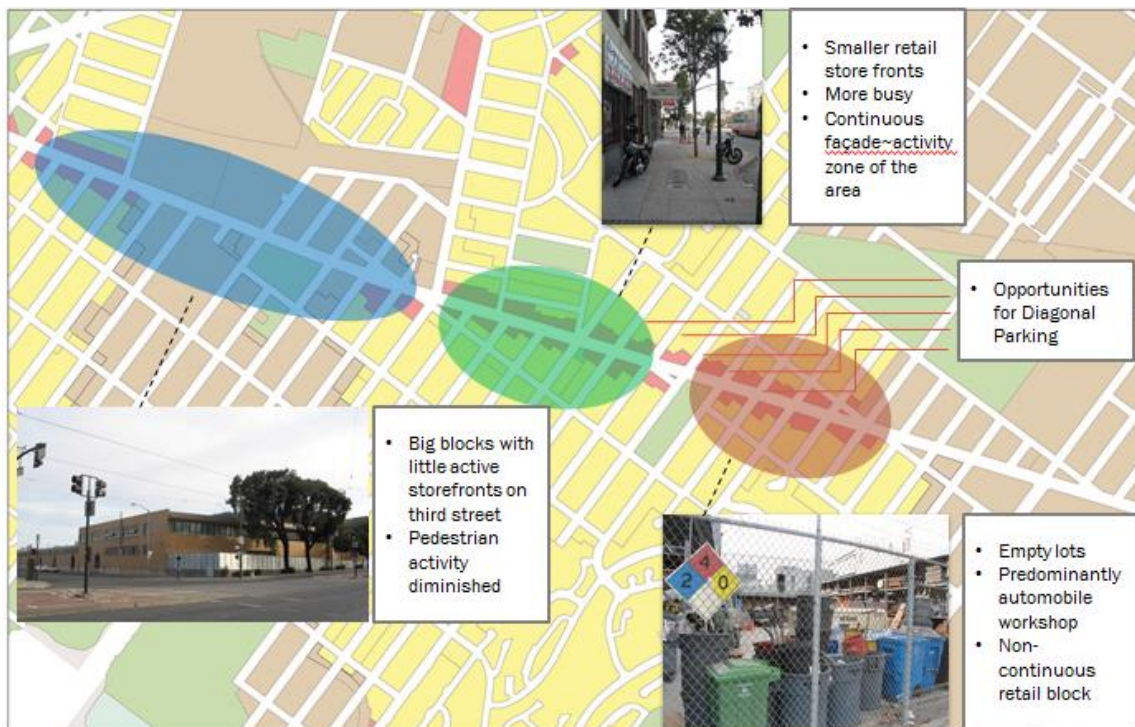 • Smaller retail
store fronts
• More busy
• Continuous
façade~activity
zone of the
area
• Opportunities
for Diagonal
Parking
• Big blocks with
little active
storefronts on
third street
• Pedestrian
activity
diminished
4
2
0
• Empty lots
• Predominantly
automobile
workshop
• Non-
continuous
retail block